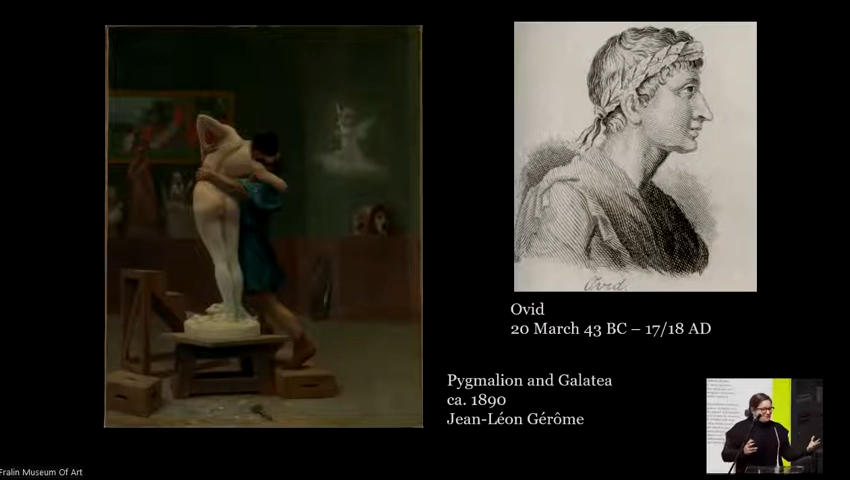 Ovid.
Ovid
20 March 43 BC – 17/18 AD
Pygmalion and Galatea
ca. 1890
Jean-Léon Gérôme
Fralin Museum Of Art